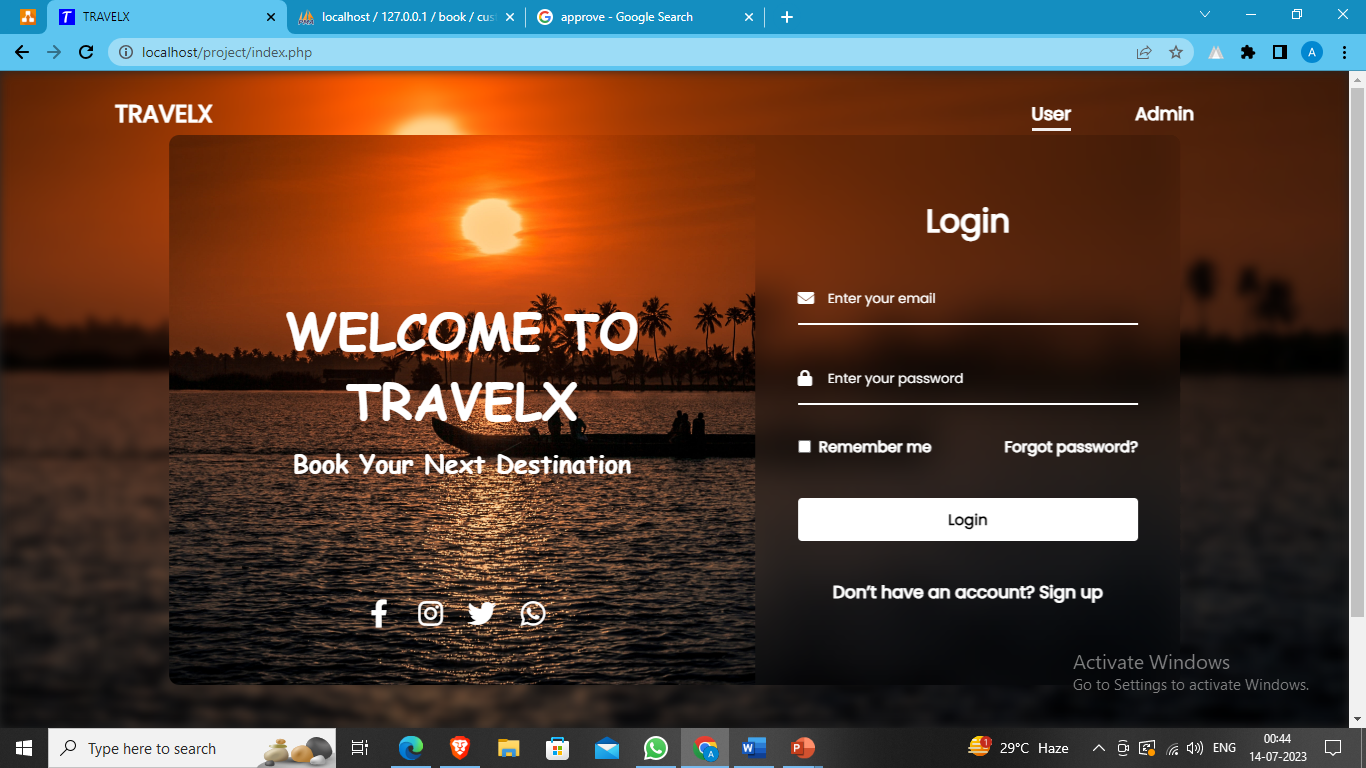 TRAVELX
localhost / 127.0.0.1 / book / cus
approve - Google Search
localhost/project/index.php
A
TRAVELX
User
Admin
WELCOME TO
TRAVELX
Book Your Next Destination
Login
Enter your email
Enter your password
Remember me
Forgot password?
Login
Don't have an account? Sign up
Activate Windows
Go to Settings to activate Windows.
Type here to search
29°C Haze
ENG
00:44
14-07-2023